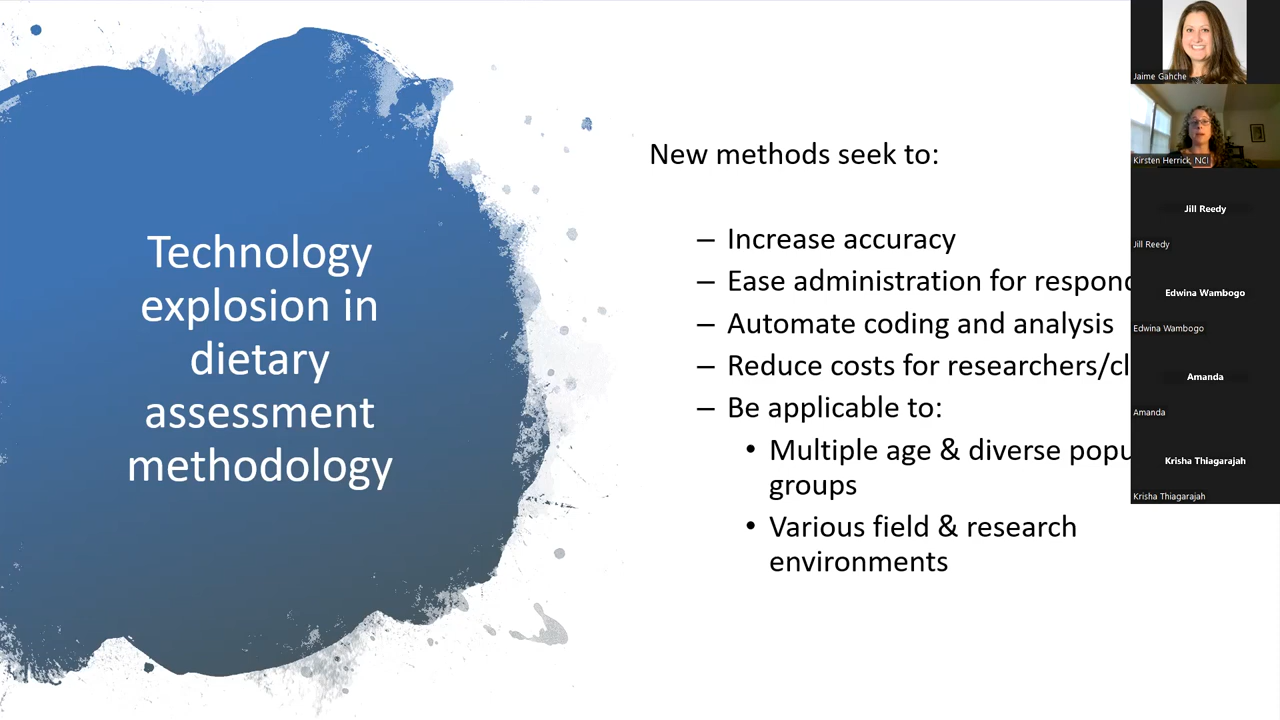 Technology
explosion in
dietary
assessment
methodology
New methods seek to:
– Increase accuracy
– Ease administration for respond
– Automate coding and analysis
– Reduce costs for researchers/cl
– Be applicable to:
• Multiple age & diverse popu
groups
• Various field & research
environments
Jaime Gahche
Kirsten Herrick, NCI
Jill Reedy
Jill Reedy
Edwina Wambogo
Edwina Wambogo
Amanda
Amanda
Krisha Thiagarajah
Krisha Thiagarajah